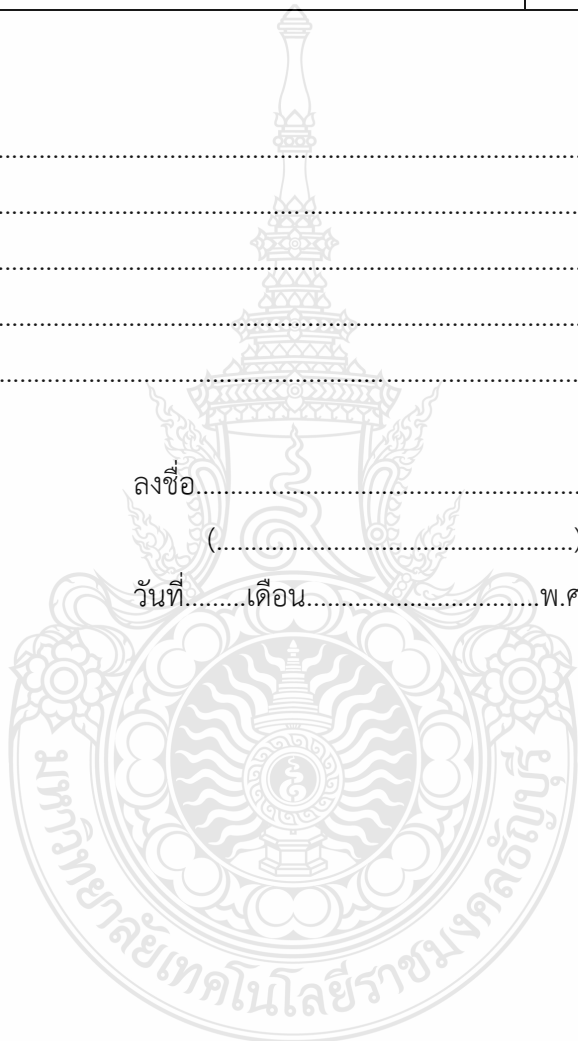 ................................................................................
................................................................................
................................................................................
................................................................................
................................................................................
ลงชื่อ......................................................
(..................................................)
วันที่........เดือน................................พ.ศ
มหาวิทยาลัยเทคโนโลยีราชมงคลธัญบุรี